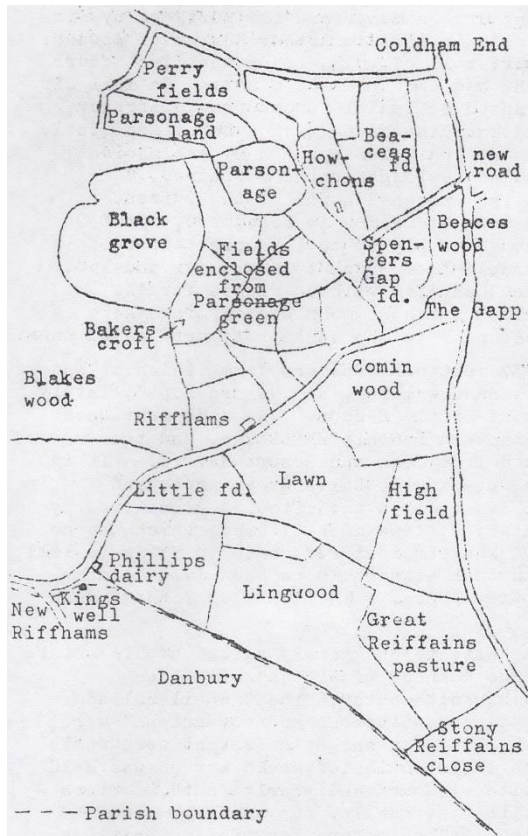 Coldham End
Perry
fields
Parsonage
land
Bea-
ceas
fd.
How-
chons
Parson-
age
new
road
Black
grove
Beaces
wood
Fields
enclosed
from
Parsonage
green
Spen-
cers
Gap
fd.
The Gapp
Bakers
croft
Comin
wood
Blakes
wood
Riffhams
Lawn
Little fd.
High
field
Phillips
dairy
Kings
well
New
Riffhams
Lingwood
Great
Reiffains
pasture
Danbury
Stony
Reiffains
close
Parish boundary